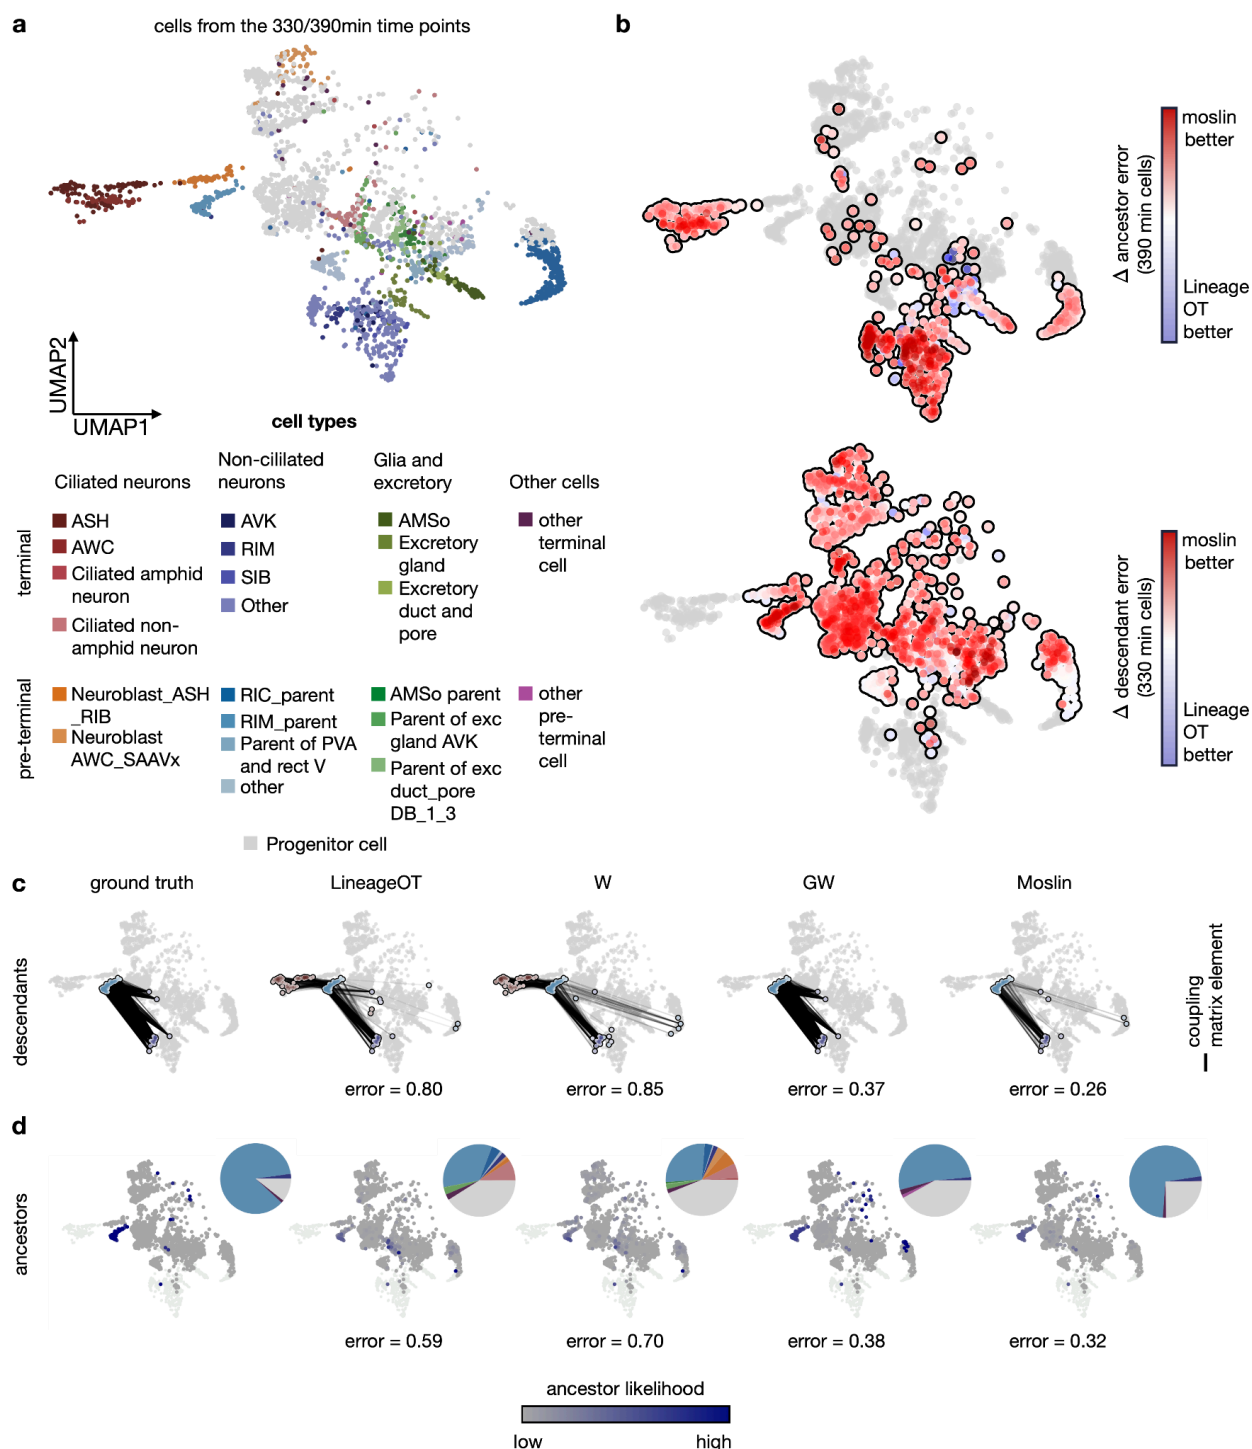 a
cells from the 330/390min time points
UMAP2
UMAP1
cell types
Ciliated neurons
Non-cililated
neurons
Glia and
excretory
Other cells
terminal
ASH
AWC
Ciliated amphid
neuron
Ciliated non-
amphid neuron
AVK
RIM
SIB
Other
AMSo
Excretory
gland
Excretory
duct and
pore
other
terminal
cell
pre-terminal
Neuroblast_ASH
_RIB
Neuroblast
AWC_SAAVx
RIC_parent
RIM_parent
Parent of PVA
and rect V
other
AMSo parent
Parent of exc
gland AVK
Parent of exc
duct_pore
DB_1_3
other
pre-
terminal
cell
Progenitor cell
b
Δ ancestor error
(390 min cells)
moslin
better
Lineage
OT
better
Δ descendant error
(330 min cells)
moslin
better
Lineage
OT
better
c
ground truth
LineageOT
W
GW
Moslin
descendants
coupling
matrix element
error = 0.80
error = 0.85
error = 0.37
error = 0.26
d
ancestors
error = 0.59
error = 0.70
error = 0.38
error = 0.32
ancestor likelihood
low
high